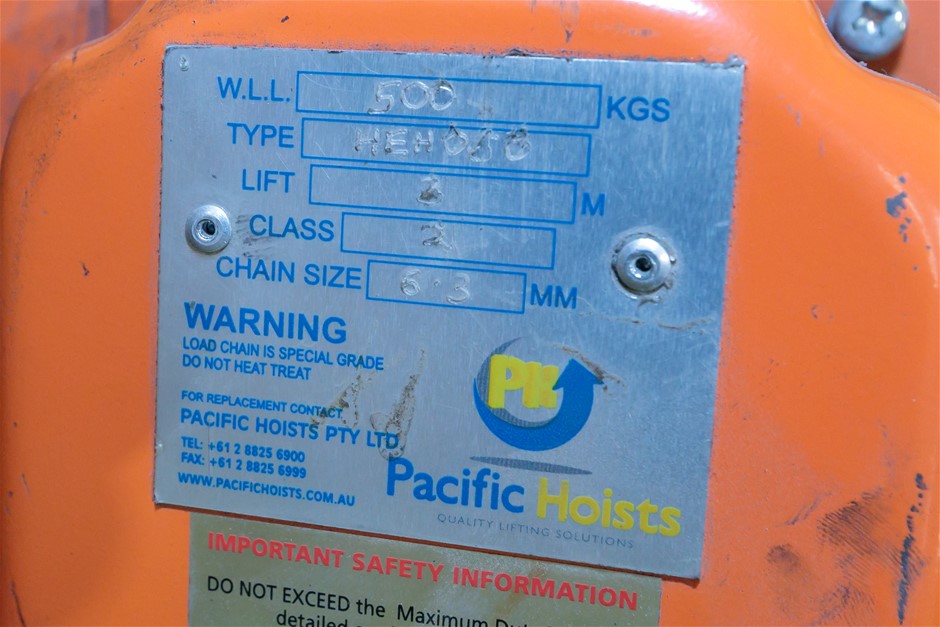 W.L.L. 500 KGS
TYPE HEH050
LIFT 3 M
CLASS 2
CHAIN SIZE 6.3 MM
WARNING
LOAD CHAIN IS SPECIAL GRADE
DO NOT HEAT TREAT
FOR REPLACEMENT CONTACT
PACIFIC HOISTS PTY LTD.
TEL: +61 2 8825 6900
FAX: +61 2 8825 6999
WWW.PACIFICHOISTS.COM.AU
PH
Pacific Hoists
QUALITY LIFTING SOLUTIONS
IMPORTANT SAFETY INFORMATION
DO NOT EXCEED the Maximum
detailed